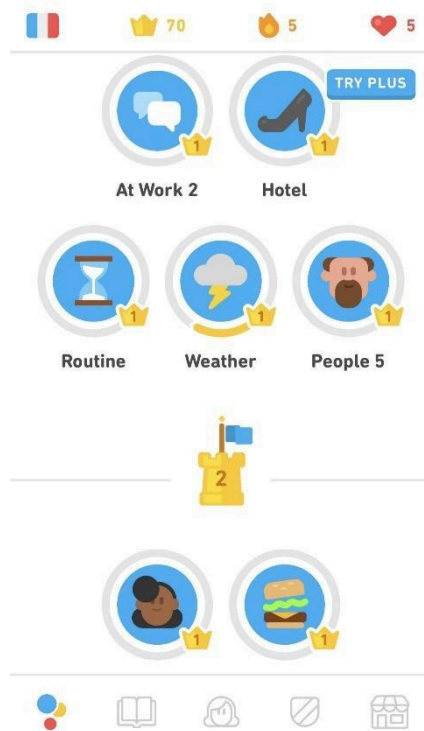 70 5 5
TRY PLUS
1 1
At Work 2 Hotel
1 1 1
Routine Weather People 5
2
1 1